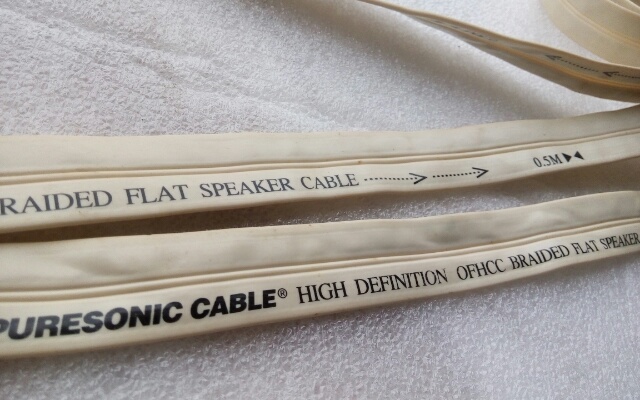 RAIDED FLAT SPEAKER CABLE 0.5M
PURESONIC CABLE® HIGH DEFINITION OFHCC BRAIDED FLAT SPEAKER